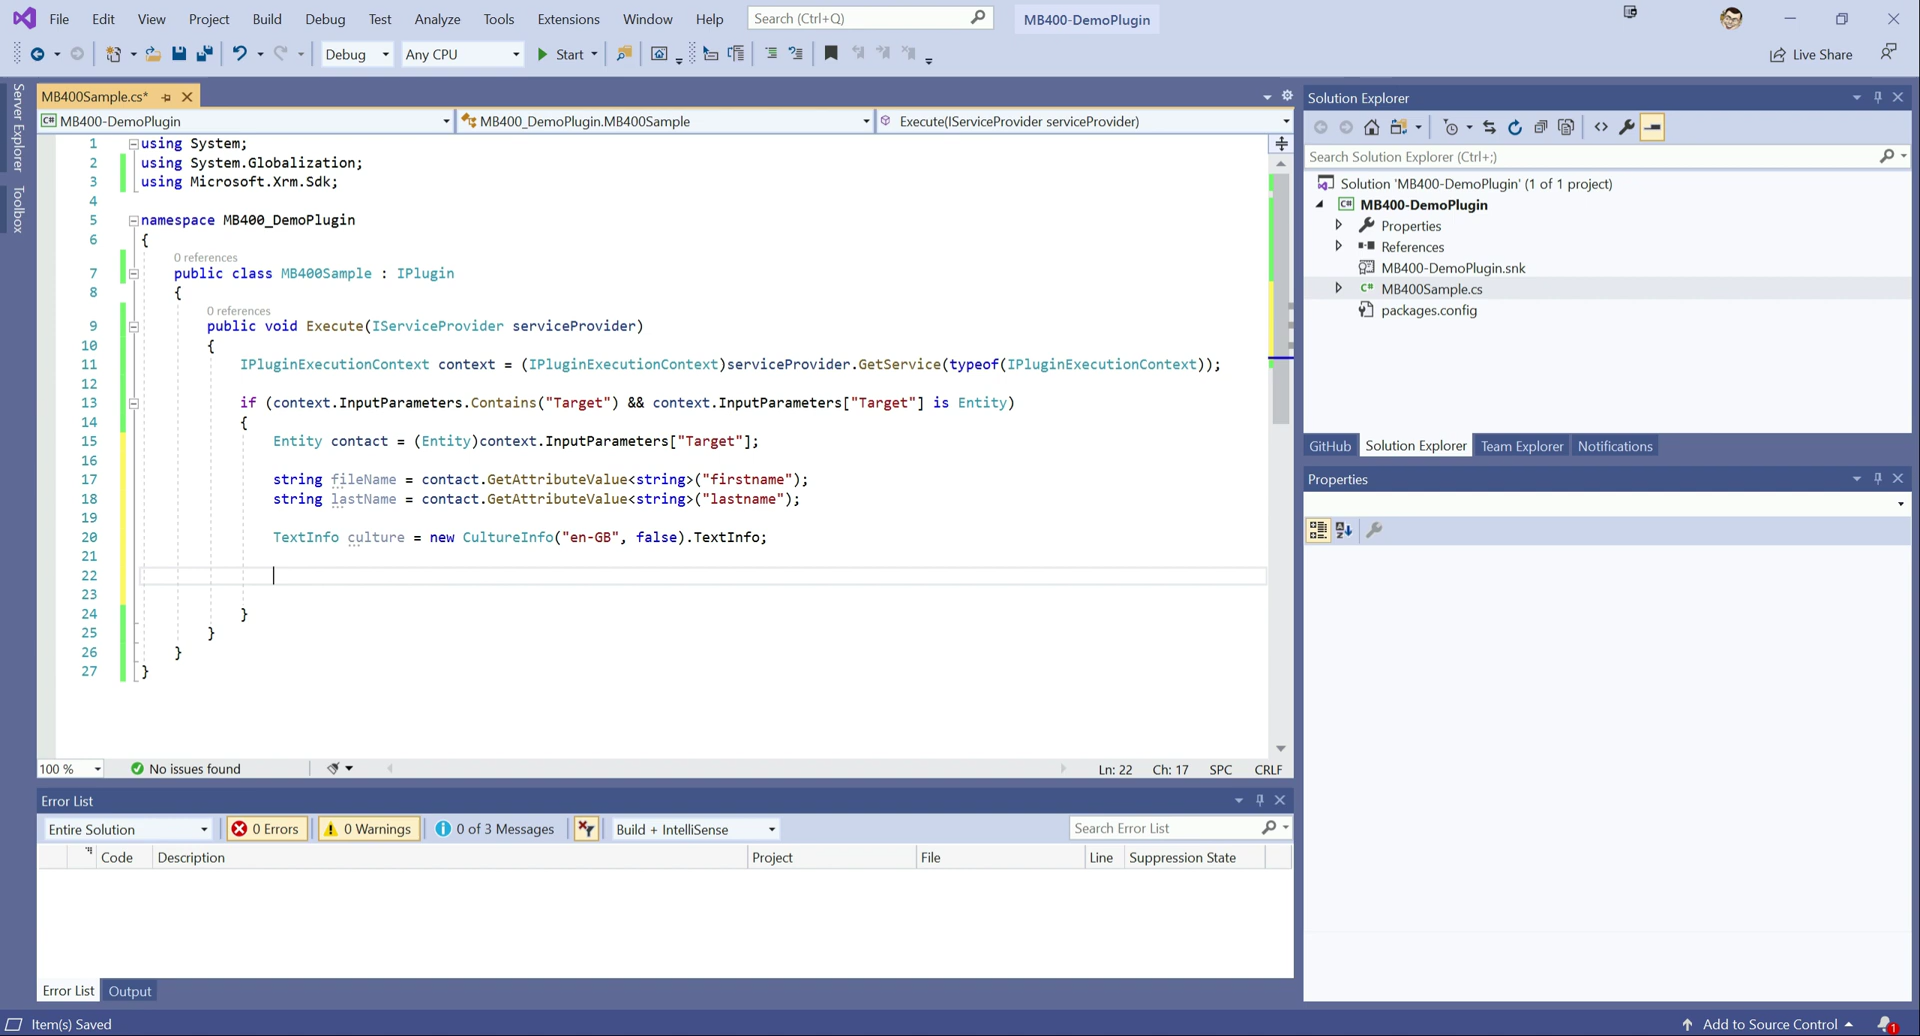 File Edit View Project Build Debug Test Analyze Tools Extensions Window Help Search (Ctrl+Q) MB400-DemoPlugin
Debug Any CPU Start Live Share
Server Explorer
Toolbox
MB400Sample.cs*
MB400-DemoPlugin MB400_DemoPlugin.MB400Sample Execute(IServiceProvider serviceProvider)
1 using System;
2 using System.Globalization;
3 using Microsoft.Xrm.Sdk;
4
5 namespace MB400_DemoPlugin
6 {
0 references
7 public class MB400Sample : IPlugin
8 {
0 references
9 public void Execute(IServiceProvider serviceProvider)
10 {
11 IPluginExecutionContext context = (IPluginExecutionContext)serviceProvider.GetService(typeof(IPluginExecutionContext));
12
13 if (context.InputParameters.Contains("Target") && context.InputParameters["Target"] is Entity)
14 {
15 Entity contact = (Entity)context.InputParameters["Target"];
16
17 string fileName = contact.GetAttributeValue<string>("firstname");
18 string lastName = contact.GetAttributeValue<string>("lastname");
19
20 TextInfo culture = new CultureInfo("en-GB", false).TextInfo;
21
22
23
24 }
25 }
26 }
27 }
100 % No issues found Ln: 22 Ch: 17 SPC CRLF
Error List
Entire Solution 0 Errors 0 Warnings 0 of 3 Messages Build + IntelliSense Search Error List
Code Description Project File Line Suppression State
Error List Output
Solution Explorer
Search Solution Explorer (Ctrl+;)
Solution 'MB400-DemoPlugin' (1 of 1 project)
C# MB400-DemoPlugin
Properties
References
MB400-DemoPlugin.snk
C# MB400Sample.cs
packages.config
GitHub Solution Explorer Team Explorer Notifications
Properties
Item(s) Saved Add to Source Control 1